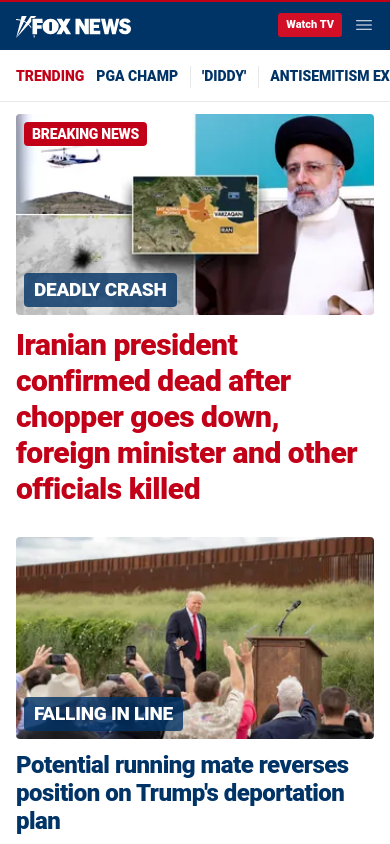 FOX NEWS
Watch TV
TRENDING PGA CHAMP 'DIDDY' ANTISEMITISM EX
BREAKING NEWS
VARZAQAN
IRAN
DEADLY CRASH
Iranian president
confirmed dead after
chopper goes down,
foreign minister and other
officials killed
FALLING IN LINE
Potential running mate reverses
position on Trump's deportation
plan